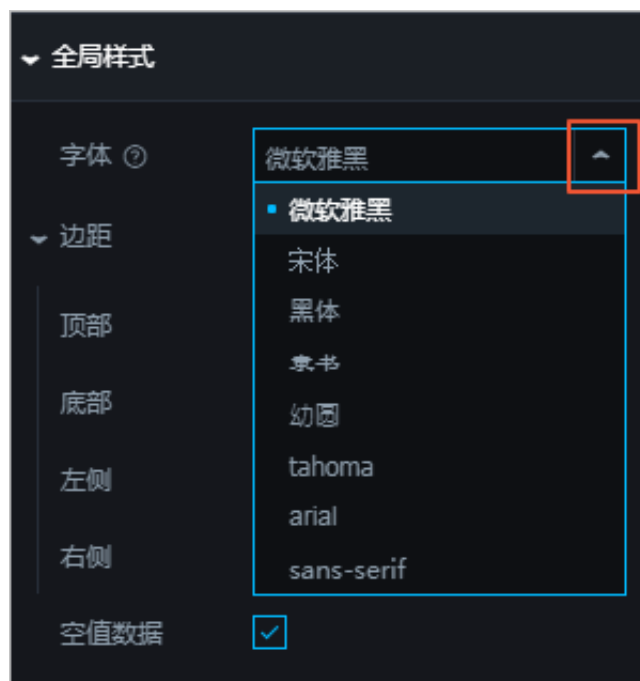 全局样式
字体
微软雅黑
微软雅黑
边距
宋体
黑体
顶部
隶书
底部
幼圆
tahoma
左侧
arial
右侧
sans-serif
空值数据